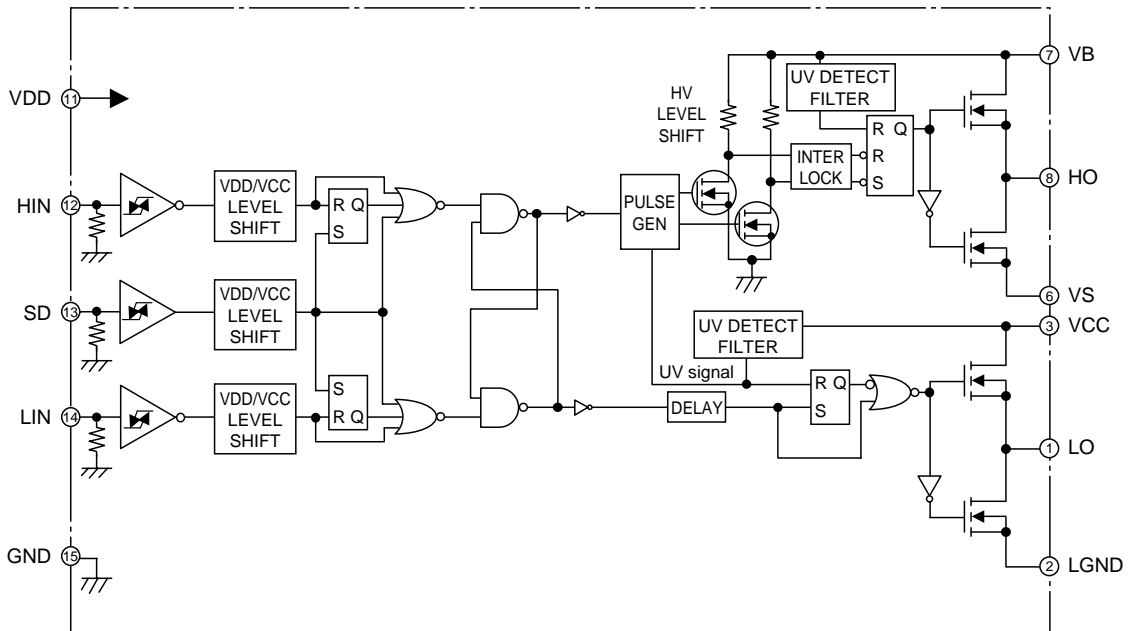 VDD 11
HIN 12
SD 13
LIN 14
GND 15
VDD/VCC
LEVEL
SHIFT
VDD/VCC
LEVEL
SHIFT
VDD/VCC
LEVEL
SHIFT
R Q
S
S
R Q
PULSE
GEN
HV
LEVEL
SHIFT
UV DETECT
FILTER
INTER
LOCK
R Q
R
S
UV DETECT
FILTER
UV signal
DELAY
R Q
S
7 VB
8 HO
6 VS
3 VCC
1 LO
2 LGND